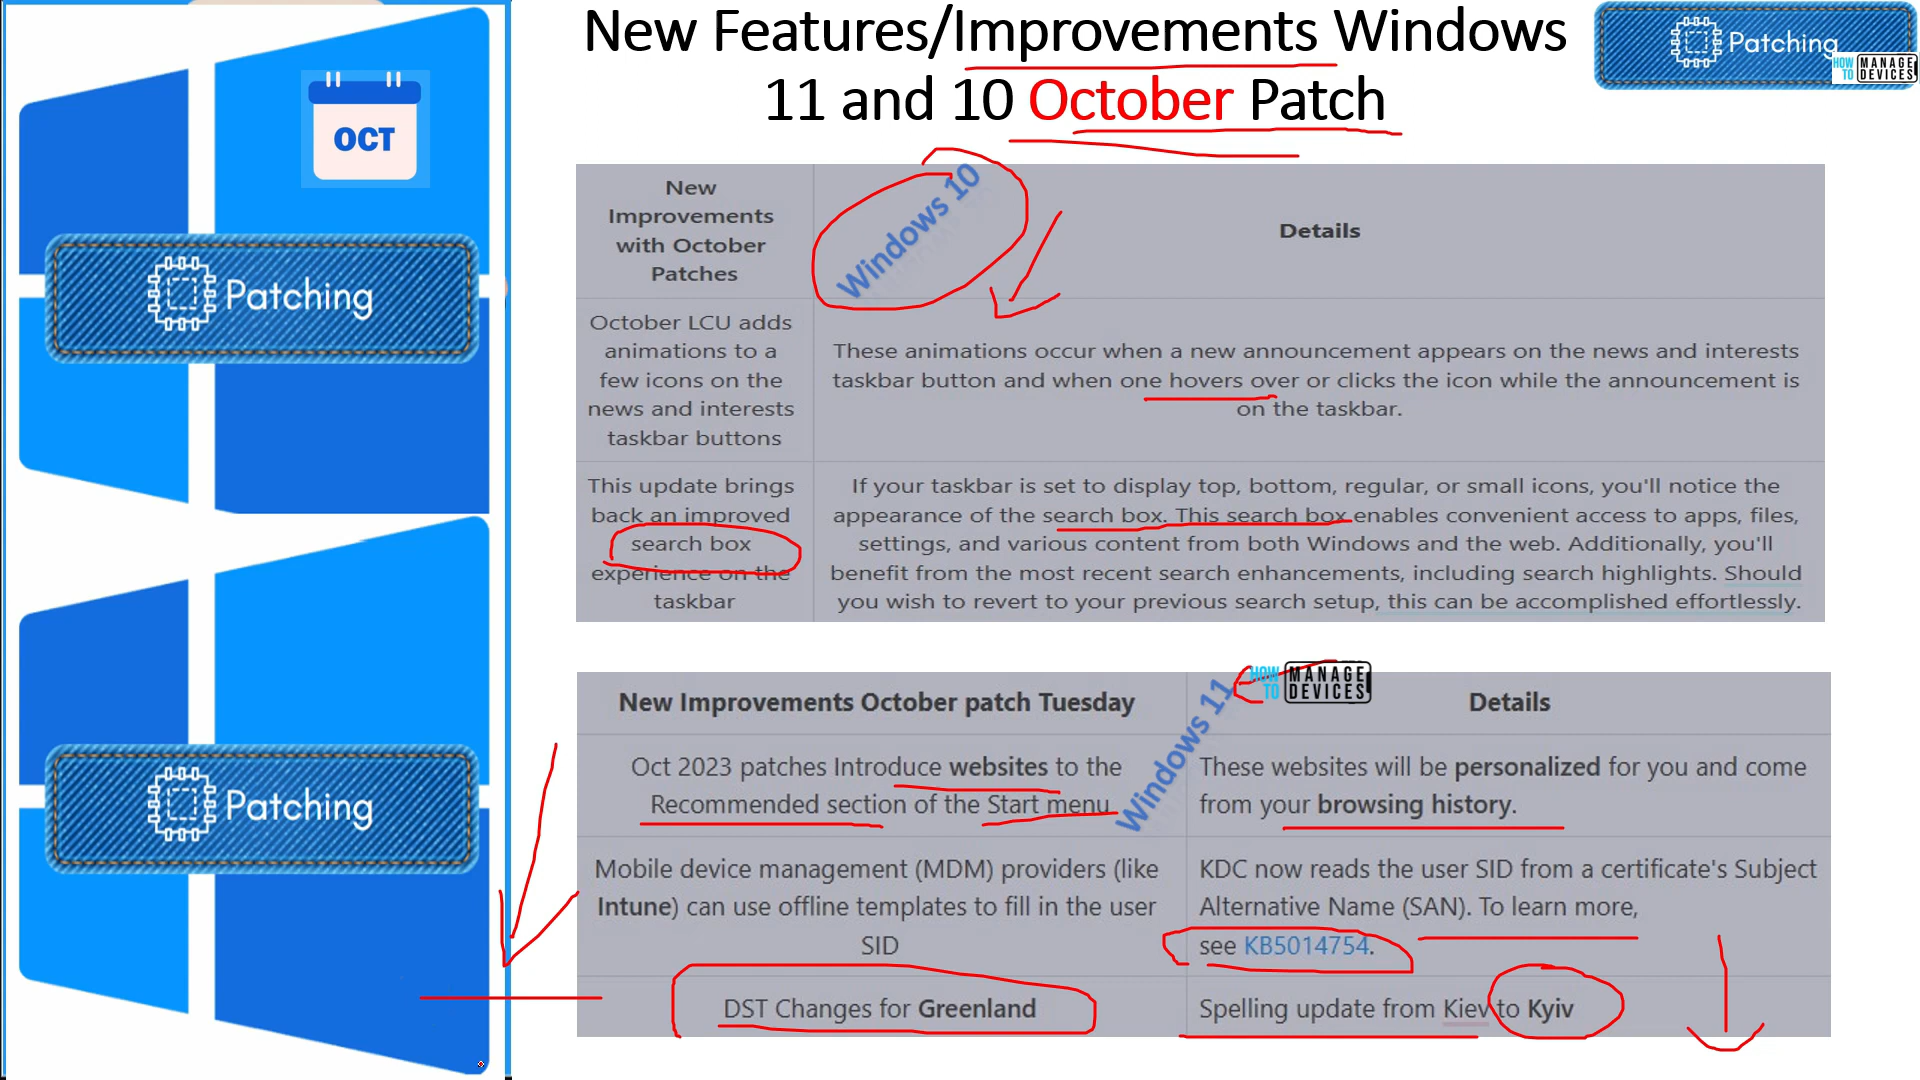 New Features/Improvements Windows
11 and 10 October Patch
Patching
HOW TO MANAGE DEVICES
OCT
Patching
Patching
New
Improvements
with October
Patches
Windows 10
Details
October LCU adds
animations to a
few icons on the
news and interests
taskbar buttons
These animations occur when a new announcement appears on the news and interests
taskbar button and when one hovers over or clicks the icon while the announcement is
on the taskbar.
This update brings
back an improved
search box
experience on the
taskbar
If your taskbar is set to display top, bottom, regular, or small icons, you'll notice the
appearance of the search box. This search box enables convenient access to apps, files,
settings, and various content from both Windows and the web. Additionally, you'll
benefit from the most recent search enhancements, including search highlights. Should
you wish to revert to your previous search setup, this can be accomplished effortlessly.
HOW TO MANAGE DEVICES
New Improvements October patch Tuesday
Windows 11
Details
Oct 2023 patches Introduce websites to the
Recommended section of the Start menu
These websites will be personalized for you and come
from your browsing history.
Mobile device management (MDM) providers (like
Intune) can use offline templates to fill in the user
SID
KDC now reads the user SID from a certificate's Subject
Alternative Name (SAN). To learn more,
see KB5014754.
DST Changes for Greenland
Spelling update from Kiev to Kyiv